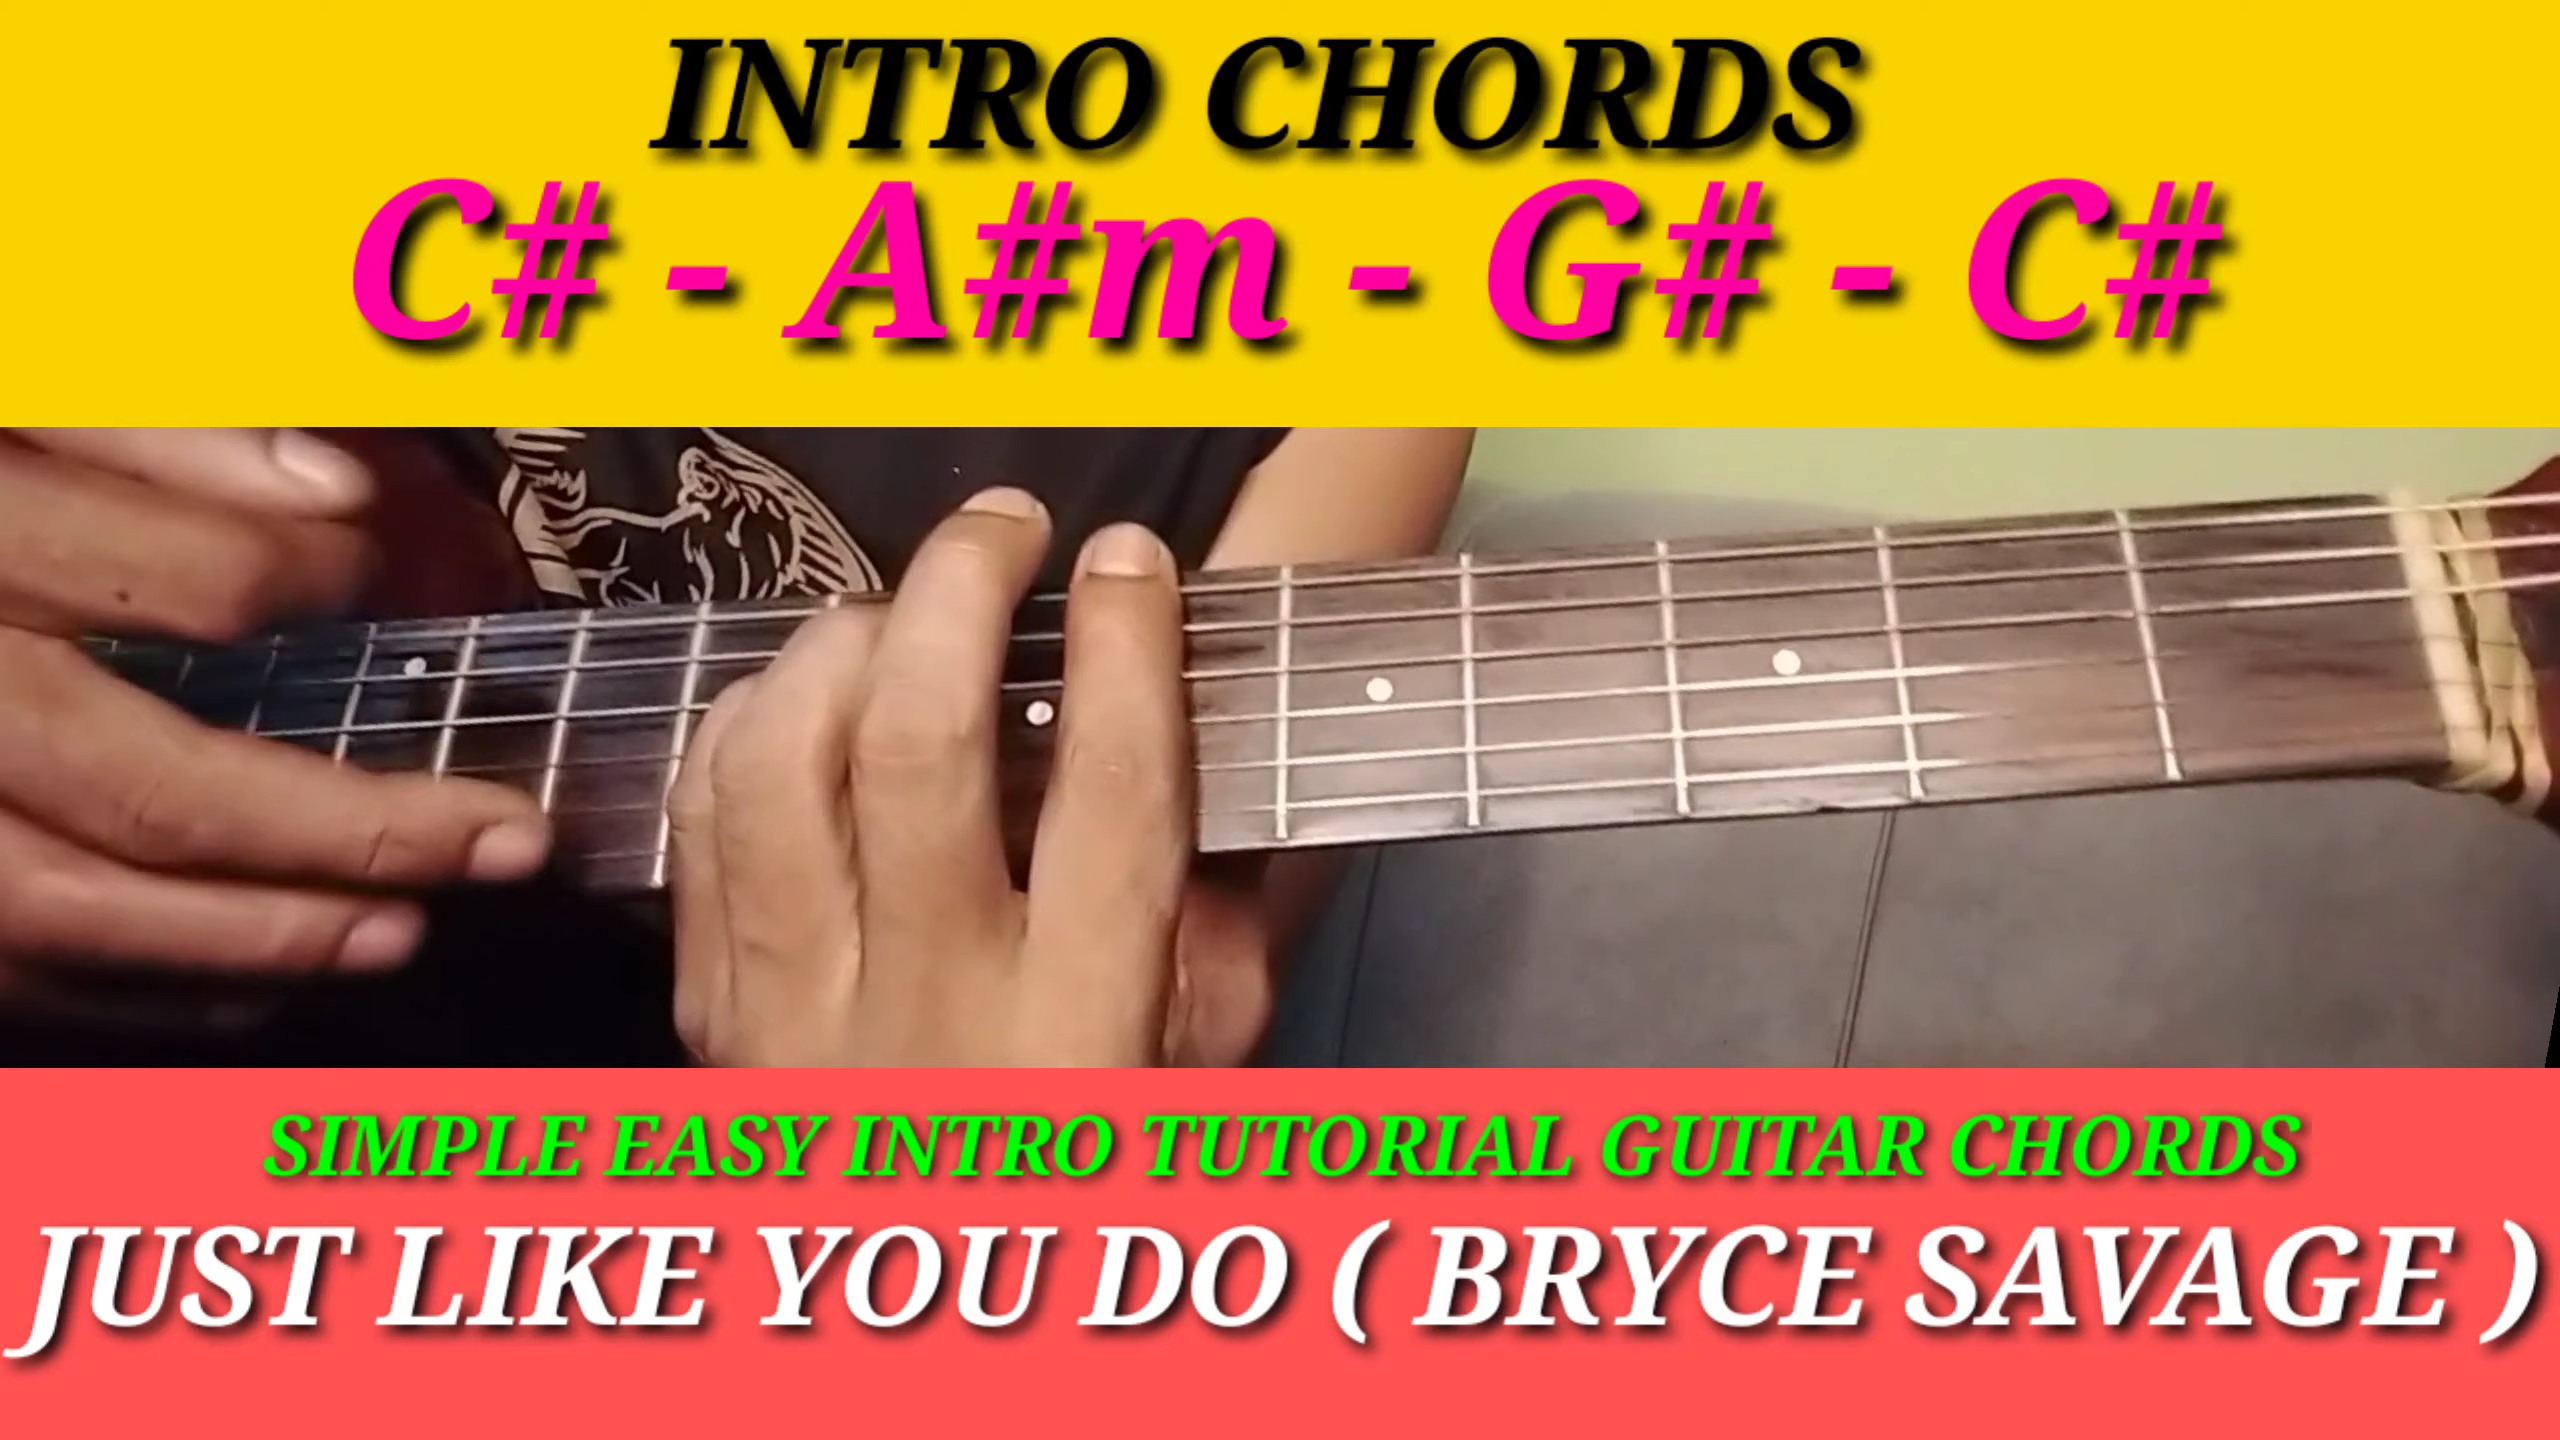 INTRO CHORDS
C# - A#m - G# - C#
SIMPLE EASY INTRO TUTORIAL GUITAR CHORDS
JUST LIKE YOU DO ( BRYCE SAVAGE )